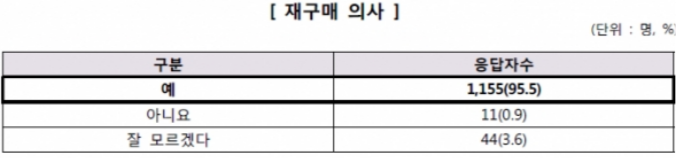 [ 재구매 의사 ]
(단위 : 명, %)
구분 응답자수
예 1,155(95.5)
아니요 11(0.9)
잘 모르겠다 44(3.6)